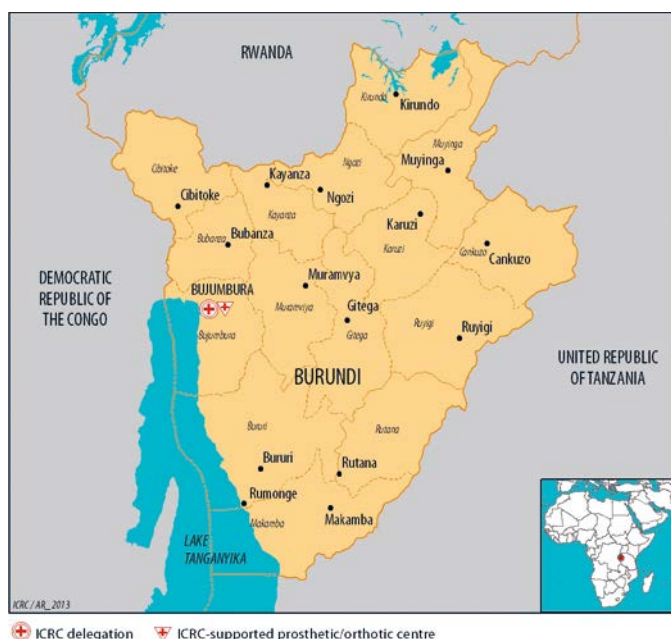 RWANDA
Kirundo
Kirundo
Muyinga
Muyinga
Ngozi
Cibitoke
Kayanza
Ngozi
Cibitoke
Kayanza
Karuzi
Karuzi
Bubanza
Bubanza
Cankuzo
Cankuzo
DEMOCRATIC
REPUBLIC OF
THE CONGO
BUJUMBURA
Muramvya
Muramviya
Gitega
Gitega
Bujumbura
Ruyigi
Ruyigi
UNITED REPUBLIC
OF TANZANIA
BURUNDI
Bururi
Rutana
Bururi
Rutana
Rumonge
Makamba
Makamba
LAKE
TANGANYIKA
ICRC / AR_2013
ICRC delegation
ICRC-supported prosthetic/orthotic centre